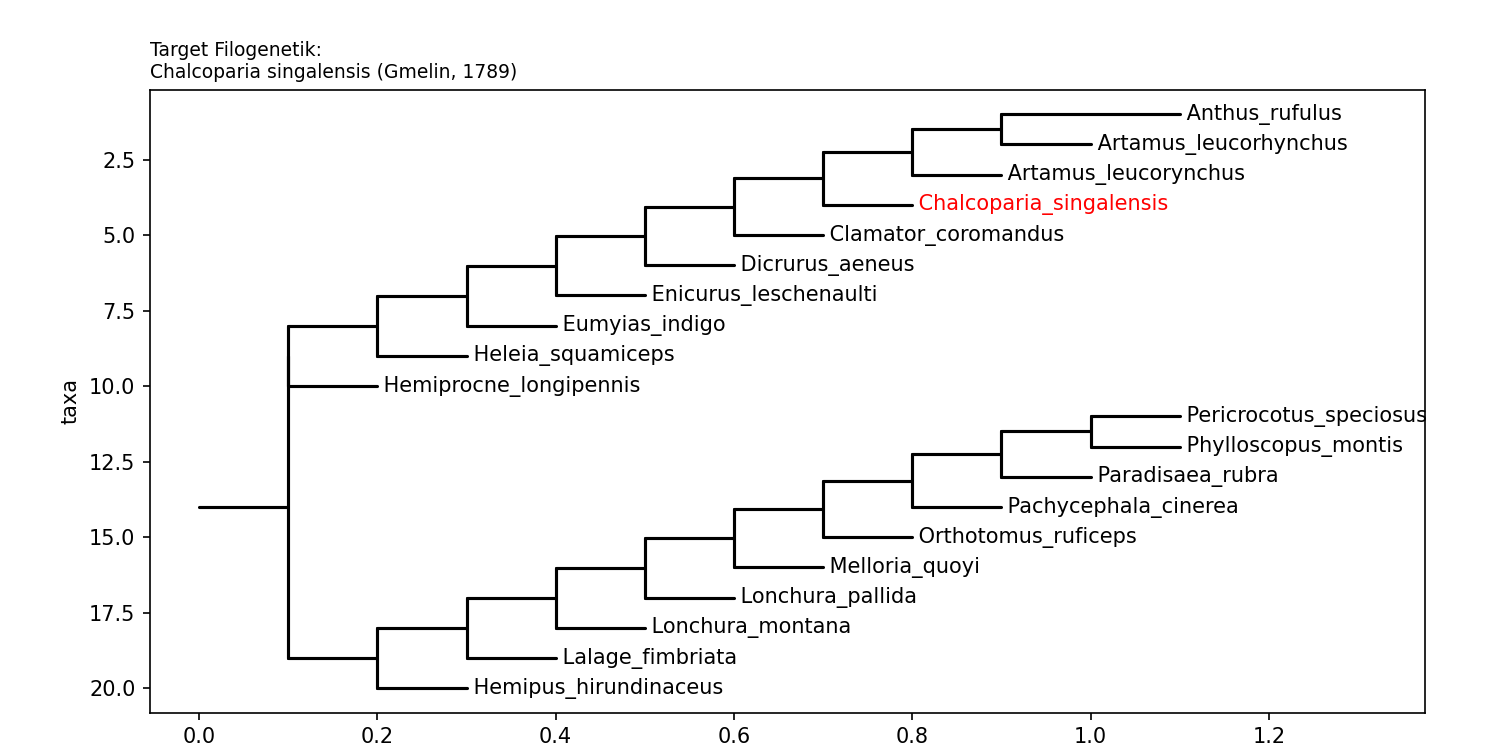 Target Filogenetik:
Chalcoparia singalensis (Gmelin, 1789)
Anthus_rufulus
Artamus_leucorhynchus
2.5
Artamus_leucorynchus
Chalcoparia_singalensis
5.0
Clamator_coromandus
Dicrurus_aeneus
Enicurus_leschenaulti
7.5
Eumyias_indigo
Heleia_squamiceps
10.0
Hemiprocne_longipennis
taxa
Pericrocotus_speciosus
Phylloscopus_montis
12.5
Paradisaea_rubra
Pachycephala_cinerea
15.0
Orthotomus_ruficeps
Melloria_quoyi
Lonchura_pallida
17.5
Lonchura_montana
Lalage_fimbriata
20.0
Hemipus_hirundinaceus
0.0 0.2 0.4 0.6 0.8 1.0 1.2